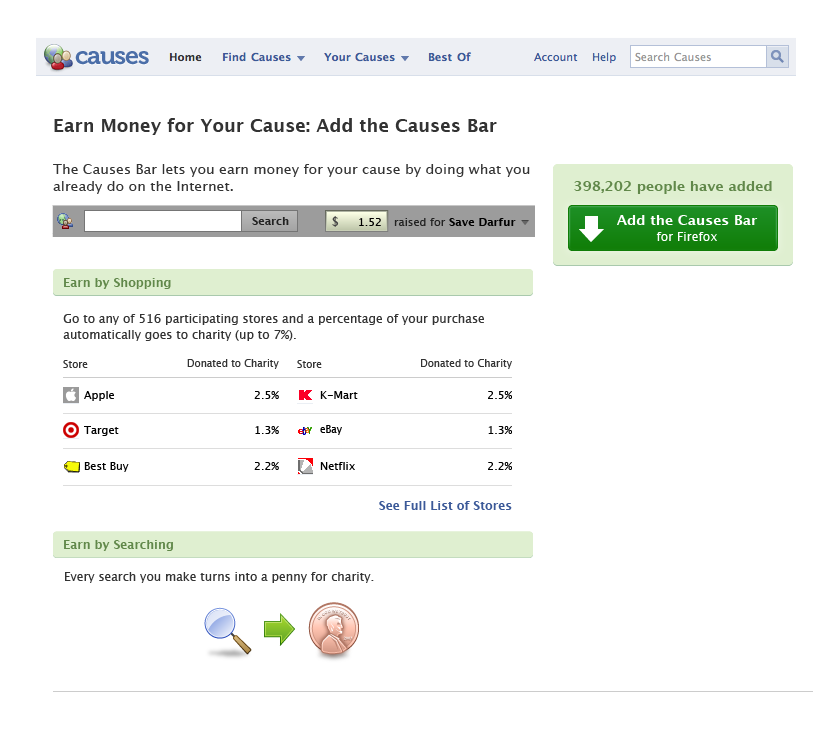 causes Home Find Causes Your Causes Best Of Account Help Search Causes
Earn Money for Your Cause: Add the Causes Bar
The Causes Bar lets you earn money for your cause by doing what you
already do on the Internet.
Search $ 1.52 raised for Save Darfur
398,202 people have added
Add the Causes Bar
for Firefox
Earn by Shopping
Go to any of 516 participating stores and a percentage of your purchase
automatically goes to charity (up to 7%).
Store Donated to Charity Store Donated to Charity
Apple 2.5% K-Mart 2.5%
Target 1.3% eBay 1.3%
Best Buy 2.2% Netflix 2.2%
See Full List of Stores
Earn by Searching
Every search you make turns into a penny for charity.